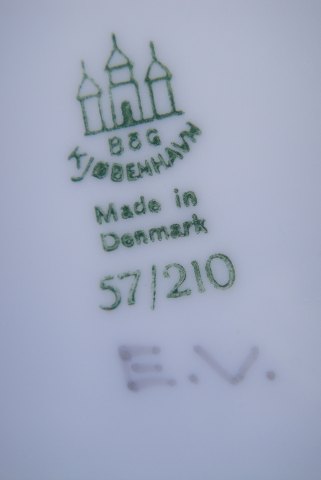 B&G
KJØBENHAVN
Made in
Denmark
57/210
E.V.